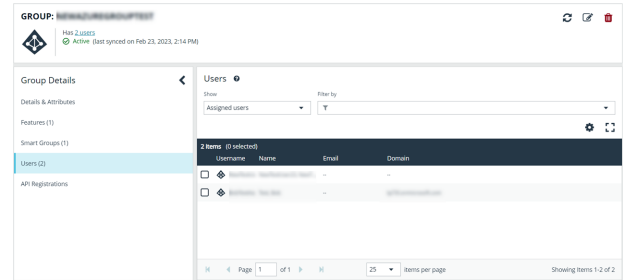 GROUP:
Has 2 users
Active (last synced on Feb 23, 2023, 2:14 PM)
Group Details
Details & Attributes
Features (1)
Smart Groups (1)
Users (2)
API Registrations
Users
Show
Filter by
Assigned users
2 items (0 selected)
Username Name Email Domain
--
--
--
Page 1 of 1
25 items per page
Showing Items 1-2 of 2